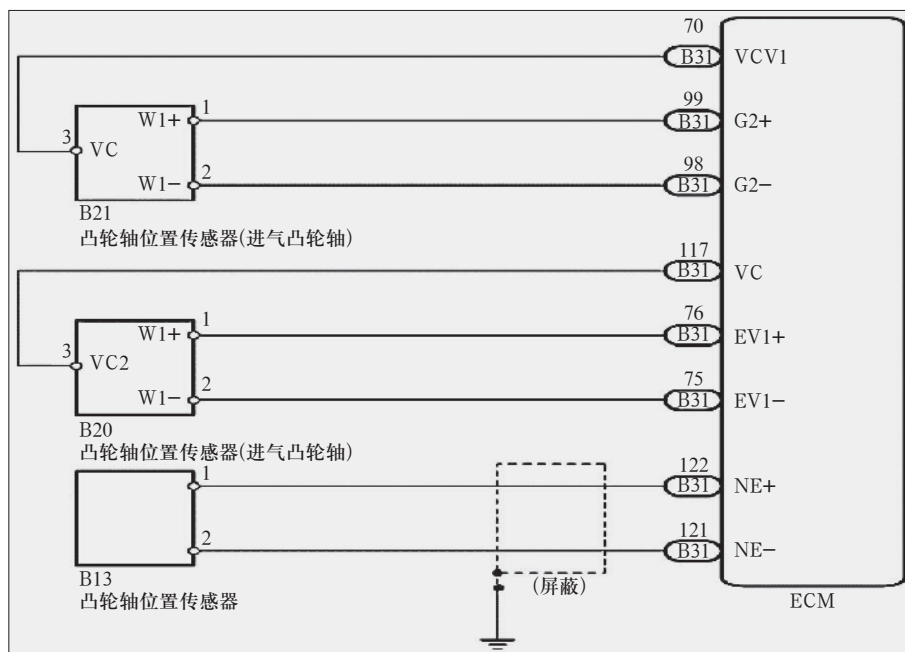 70
B31 VCV1
1 99
W1+ B31 G2+
3 VC
2 98
W1- B31 G2-
B21
凸轮轴位置传感器(进气凸轮轴)
117
B31 VC
1 76
W1+ B31 EV1+
3 VC2
2 75
W1- B31 EV1-
B20
凸轮轴位置传感器(进气凸轮轴)
1 122
B31 NE+
2 121
B31 NE-
B13
(屏蔽)
凸轮轴位置传感器
ECM